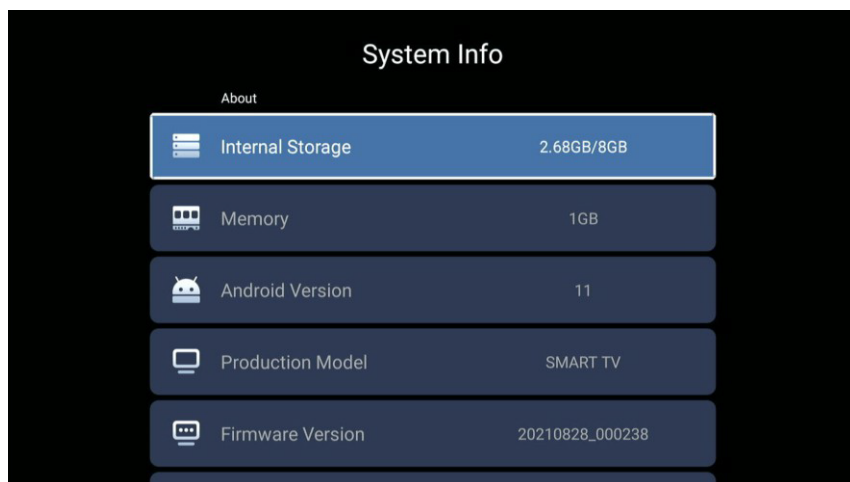 System Info
About
Internal Storage 2.68GB/8GB
Memory 1GB
Android Version 11
Production Model SMART TV
Firmware Version 20210828_000238